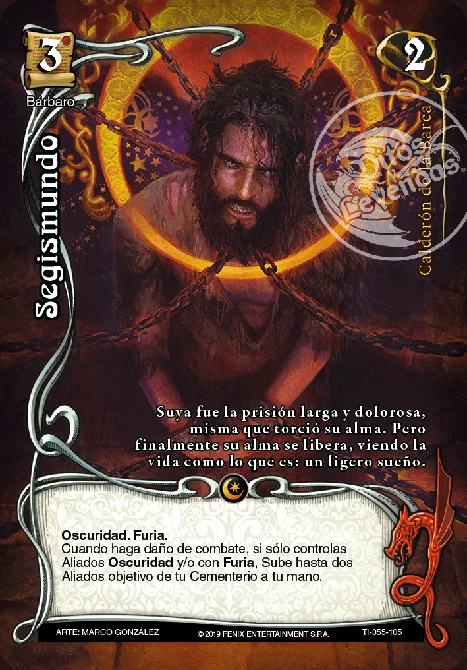 3
2
Bárbaro
Segismundo
Calderón de la Barca
Mitos y
Leyendas
Suya fue la prisión larga y dolorosa,
misma que torció su alma. Pero
finalmente su alma se libera, viendo la
vida como lo que es: un ligero sueño.
Oscuridad. Furia.
Cuando haga daño de combate, si sólo controlas
Aliados Oscuridad y/o con Furia, Sube hasta dos
Aliados objetivo de tu Cementerio a tu mano.
ARTE: MARCO GONZÁLEZ
©2019 FENIX ENTERTAINMENT S.P.A.
TI-055-105